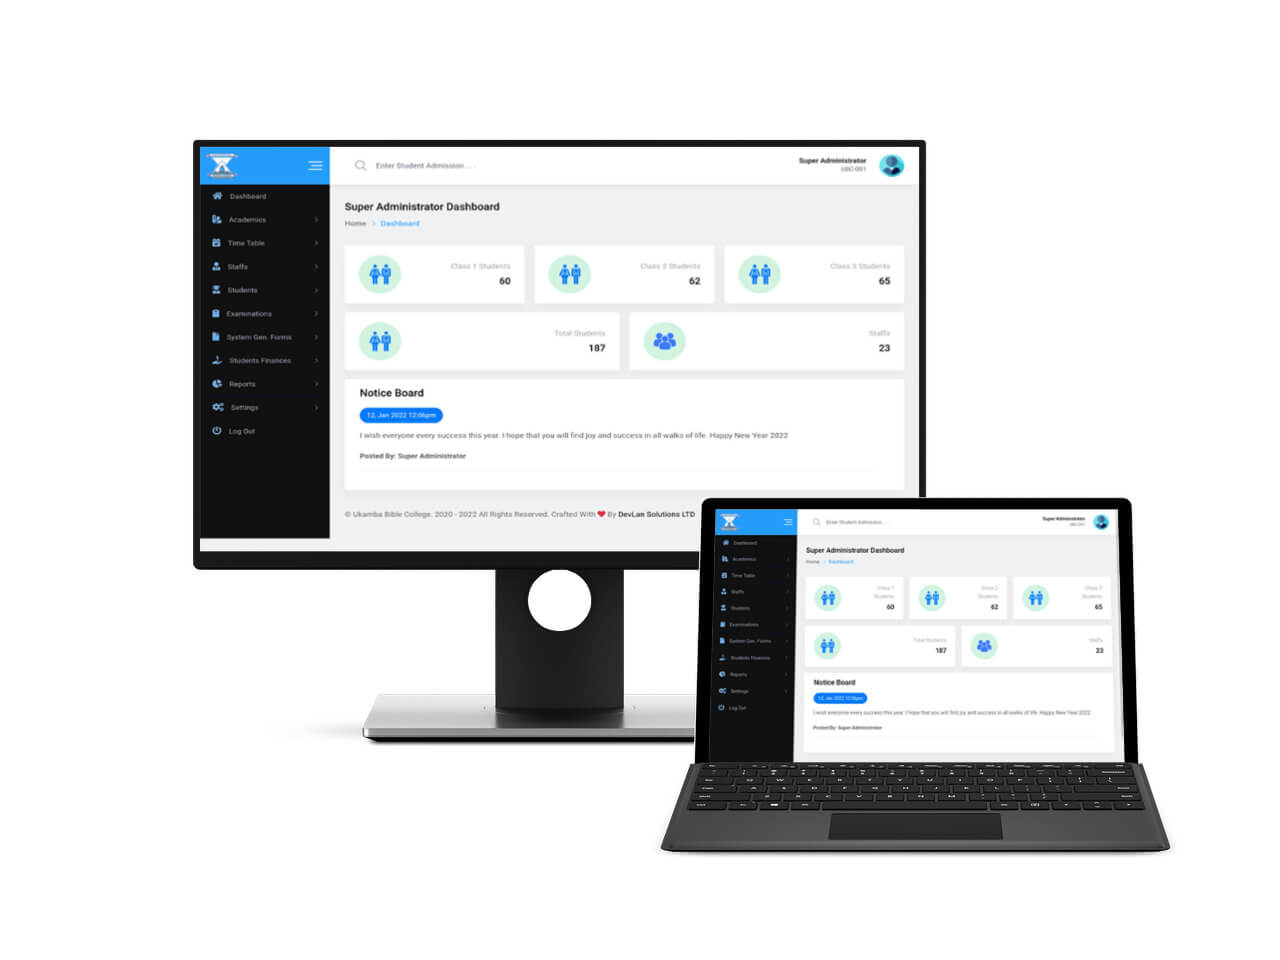 Enter Student Admission . . .
Super Administrator
UBC-001
Dashboard
Academics
Time Table
Staffs
Students
Examinations
System Gen. Forms
Students Finances
Reports
Settings
Log Out
Super Administrator Dashboard
Home > Dashboard
Class 1 Students
60
Class 2 Students
62
Class 3 Students
65
Total Students
187
Staffs
23
Notice Board
12, Jan 2022 12:06pm
I wish everyone every success this year. I hope that you will find joy and success in all walks of life. Happy New Year 2022
Posted By: Super Administrator
© Ukamba Bible College. 2020 - 2022 All Rights Reserved. Crafted With ❤ By DevLan Solutions LTD
Enter Student Admission . . .
Super Administrator
UBC-001
Dashboard
Academics
Time Table
Staffs
Students
Examinations
System Gen. Forms
Students Finances
Reports
Settings
Log Out
Super Administrator Dashboard
Home > Dashboard
Class 1
Students
60
Class 2
Students
62
Class 3
Students
65
Total Students
187
Staffs
23
Notice Board
12, Jan 2022 12:06pm
I wish everyone every success this year. I hope that you will find joy and success in all walks of life. Happy New Year 2022
Posted By: Super Administrator